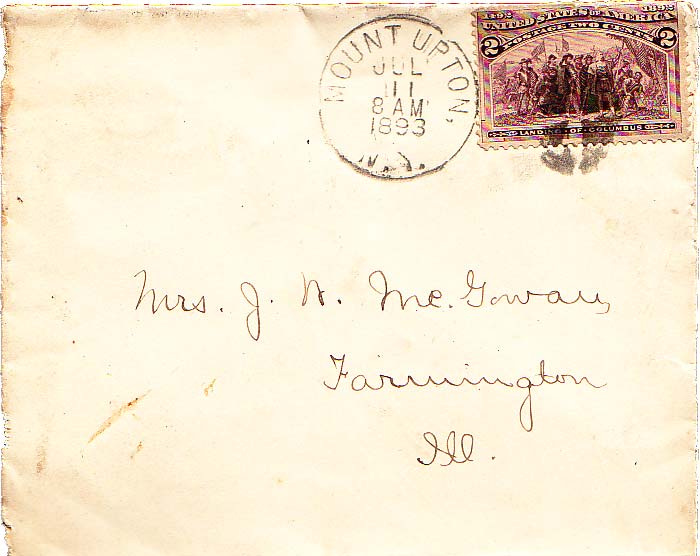 1492 1892
UNITED STATES OF AMERICA
2 POSTAGE TWO CENTS 2
LANDING OF COLUMBUS
MOUNT UPTON,
JUL
11
8 AM
1893
N.Y.
Mrs. J. W. Mc. Gowan,
Farmington
Ill.